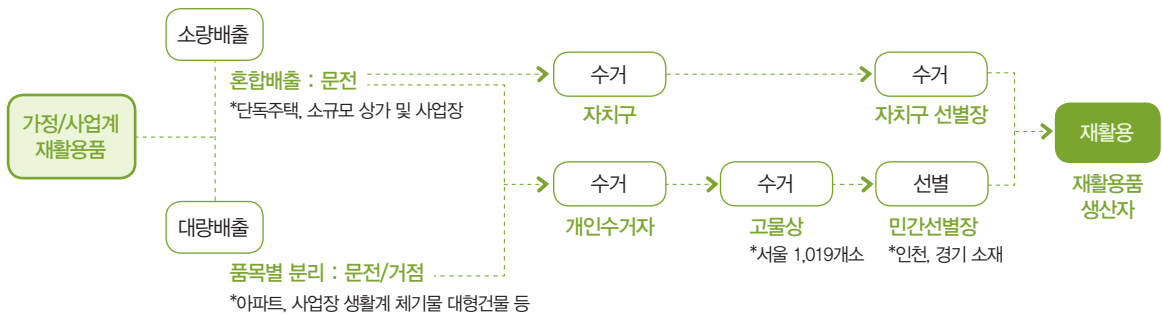 소량배출
혼합배출 : 문전
*단독주택, 소규모 상가 및 사업장
가정/사업계
재활용품
대량배출
품목별 분리 : 문전/거점
*아파트, 사업장 생활계 체기물 대형건물 등
수거
자치구
수거
자치구 선별장
수거
개인수거자
수거
고물상
*서울 1,019개소
선별
민간선별장
*인천, 경기 소재
재활용
재활용품
생산자